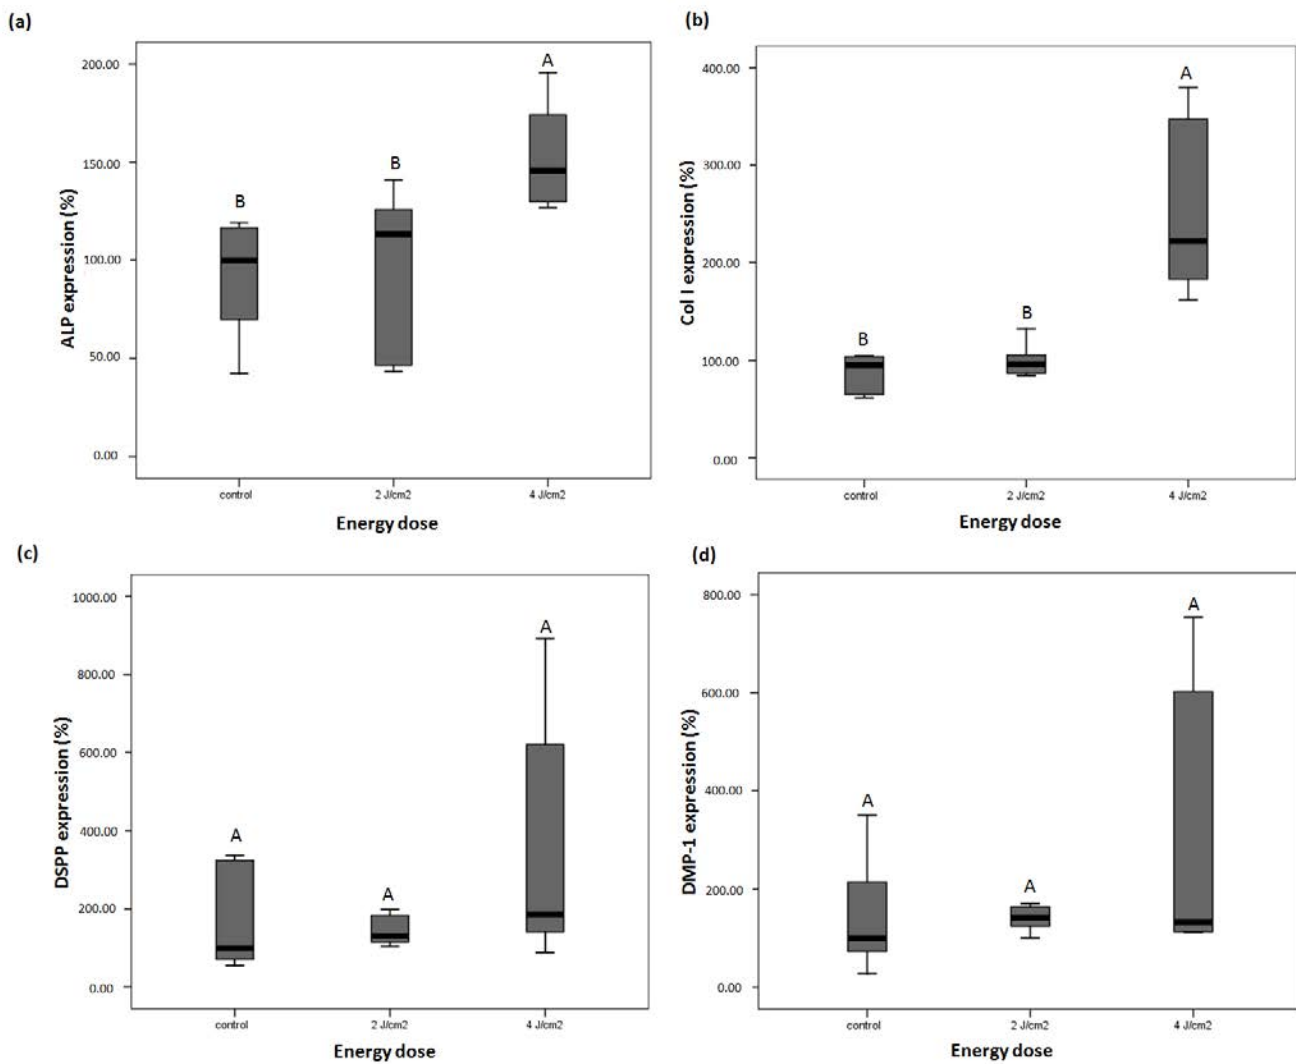 (a)
ALP expression (%)
200.00
150.00
100.00
50.00
0.00
B
B
A
control
2 J/cm2
4 J/cm2
Energy dose
(b)
Col I expression (%)
400.00
300.00
200.00
100.00
0.00
B
B
A
control
2 J/cm2
4 J/cm2
Energy dose
(c)
DSPP expression (%)
1000.00
800.00
600.00
400.00
200.00
0.00
A
A
A
control
2 J/cm2
4 J/cm2
Energy dose
(d)
DMP-1 expression (%)
800.00
600.00
400.00
200.00
0.00
A
A
A
control
2 J/cm2
4 J/cm2
Energy dose